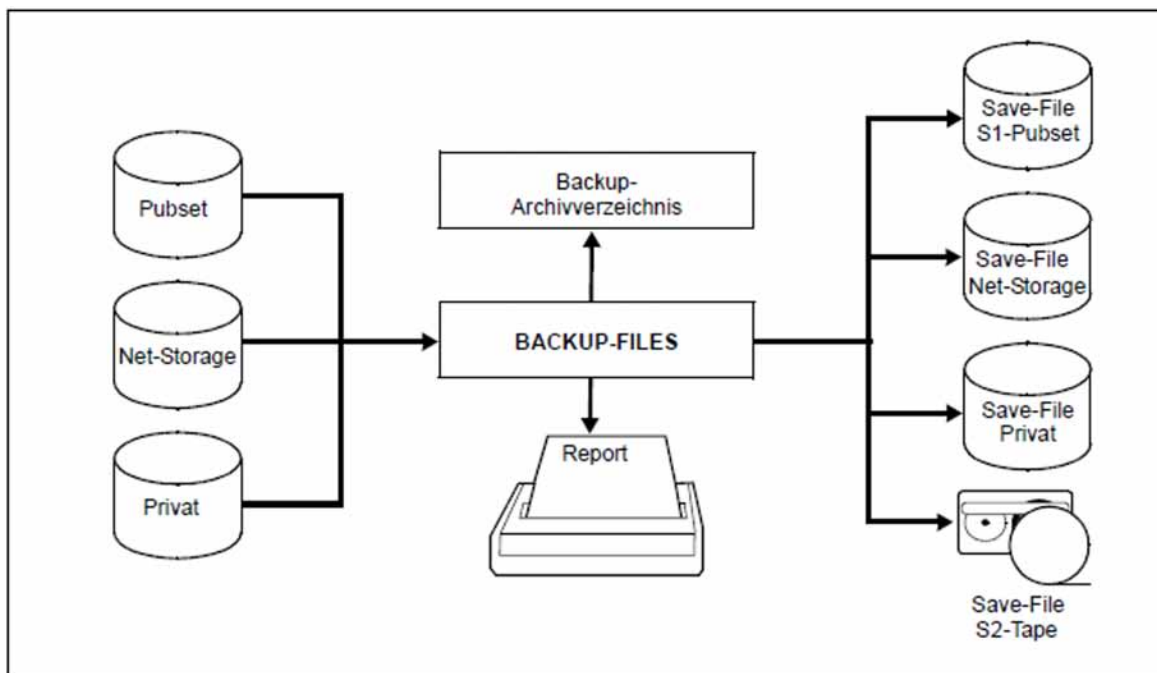 Pubset
Net-Storage
Privat
Backup-
Archivverzeichnis
BACKUP-FILES
Report
Save-File
S1-Pubset
Save-File
Net-Storage
Save-File
Privat
Save-File
S2-Tape